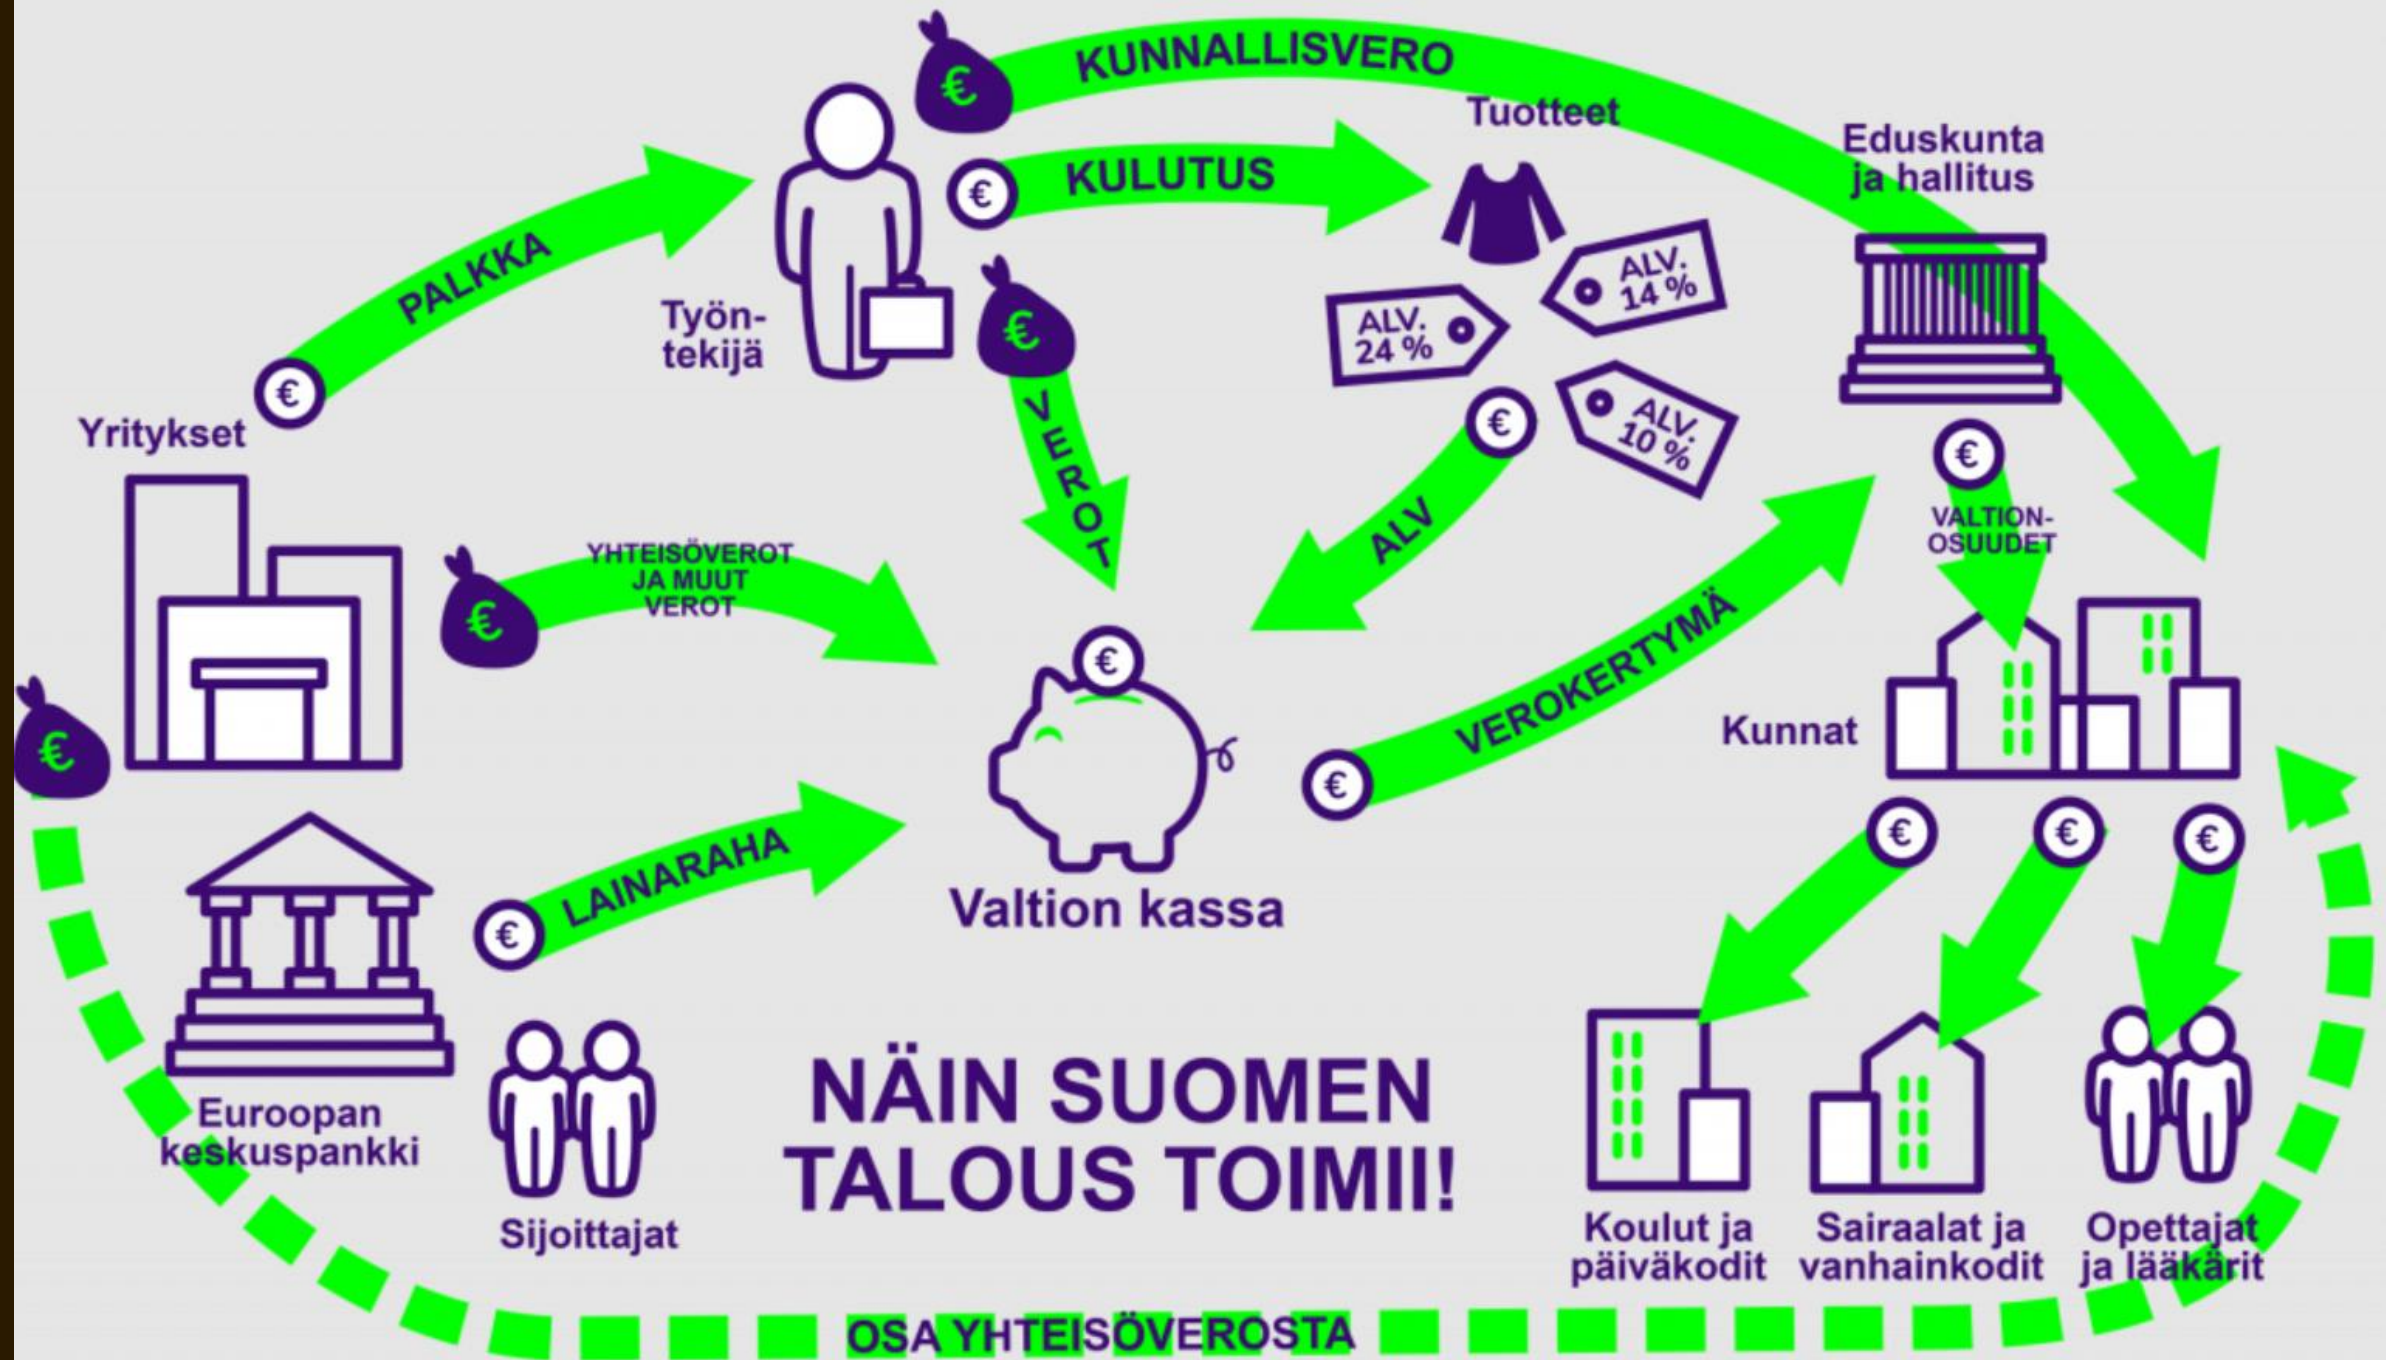 KUNNALLISVERO
Tuotteet
Eduskunta
ja hallitus
€
€
KULUTUS
PALKKA
ALV.
14 %
ALV.
24 %
ALV.
10 %
Työn-
tekijä
€
VEROT
€
Yritykset
€
ALV
€
VALTION-
OSUUDET
YHTEISÖVEROT
JA MUUT
VEROT
€
€
€
VEROKERTYMÄ
€
Kunnat
€
€
€
LAINARAHA
€
Valtion kassa
NÄIN SUOMEN
TALOUS TOIMII!
Euroopan
keskuspankki
Sijoittajat
Koulut ja
päiväkodit
Sairaalat ja
vanhainkodit
Opettajat
ja lääkärit
OSA YHTEISÖVEROSTA